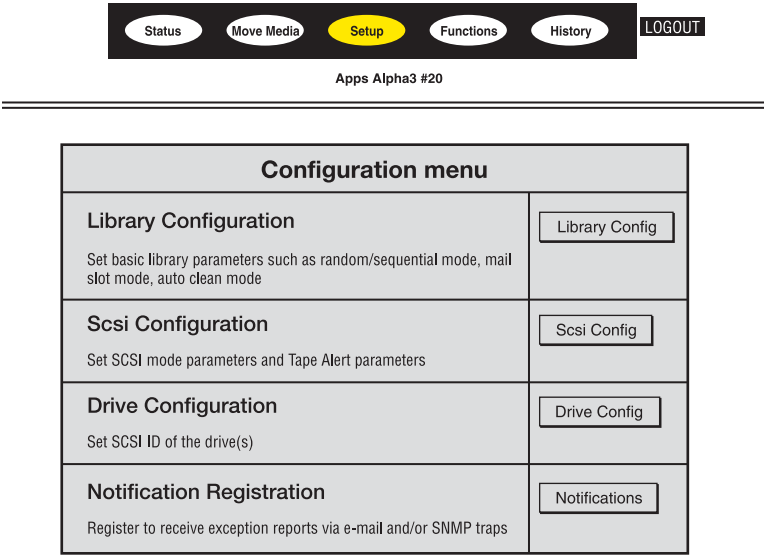 Status Move Media Setup Functions History LOGOUT
Apps Alpha3 #20
Configuration menu
Library Configuration
Library Config
Set basic library parameters such as random/sequential mode, mail
slot mode, auto clean mode
Scsi Configuration
Scsi Config
Set SCSI mode parameters and Tape Alert parameters
Drive Configuration
Drive Config
Set SCSI ID of the drive(s)
Notification Registration
Notifications
Register to receive exception reports via e-mail and/or SNMP traps